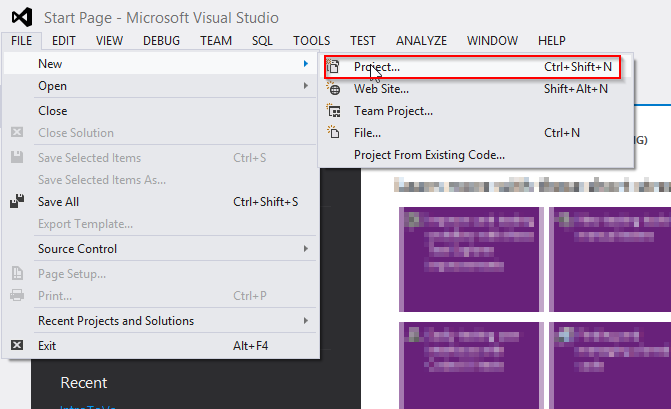 Start Page - Microsoft Visual Studio
FILE EDIT VIEW DEBUG TEAM SQL TOOLS TEST ANALYZE WINDOW HELP
New
Open
Close
Close Solution
Save Selected Items Ctrl+S
Save Selected Items As...
Save All Ctrl+Shift+S
Export Template...
Source Control
Page Setup...
Print... Ctrl+P
Recent Projects and Solutions
Exit Alt+F4
Project... Ctrl+Shift+N
Web Site... Shift+Alt+N
Team Project...
File... Ctrl+N
Project From Existing Code...
Recent